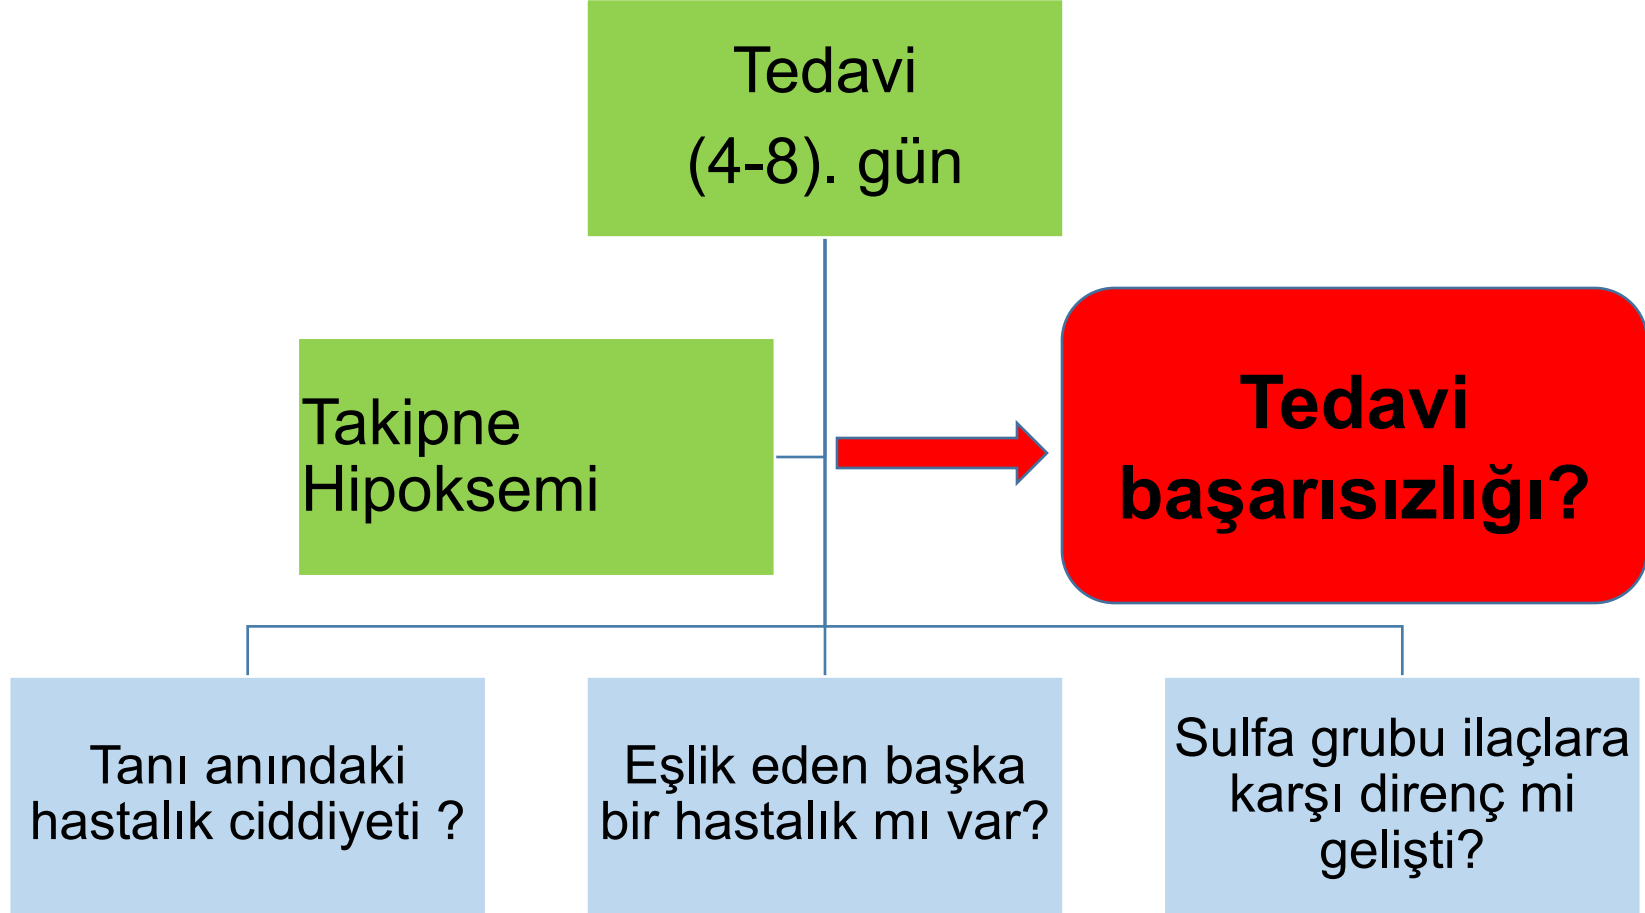 Tedavi
(4-8). gün
Takipne
Hipoksemi
Tedavi
başarısızlığı?
Tanı anındaki
hastalık ciddiyeti ?
Eşlik eden başka
bir hastalık mı var?
Sulfa grubu ilaçlara
karşı direnç mi
gelişti?